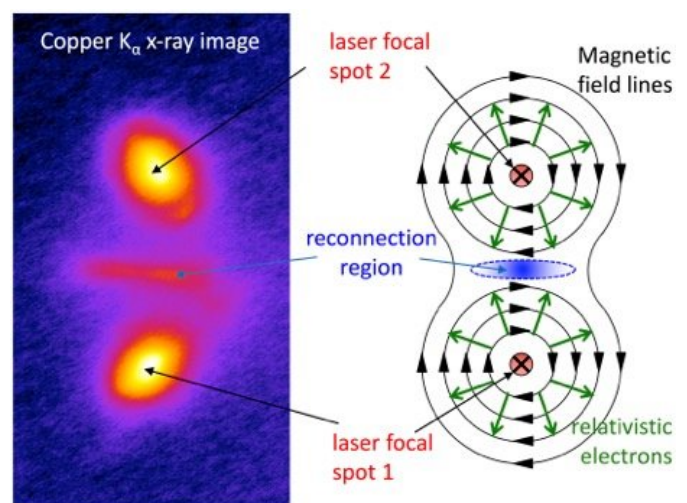 Copper Kα x-ray image
laser focal
spot 2
Magnetic
field lines
reconnection
region
laser focal
spot 1
relativistic
electrons